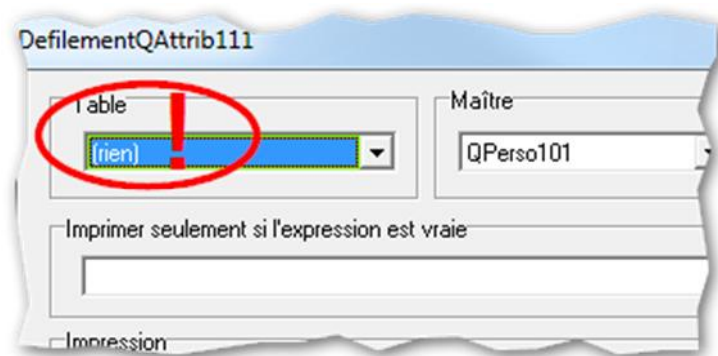 DefilementQAttrib111
Table
Maître
(rien)
QPerso101
Imprimer seulement si l'expression est vraie
Impression